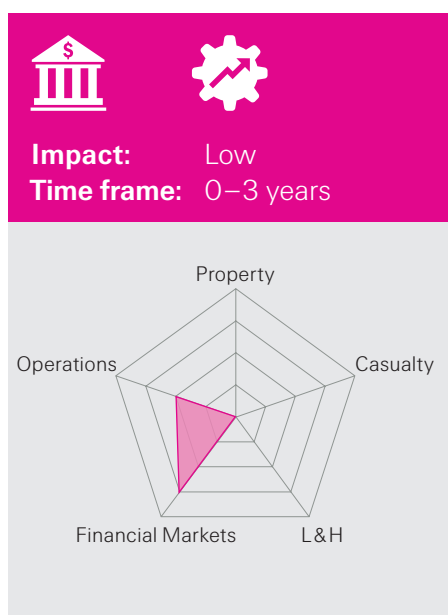 $
Impact: Low
Time frame: 0–3 years
Property
Operations Casualty
Financial Markets L&H